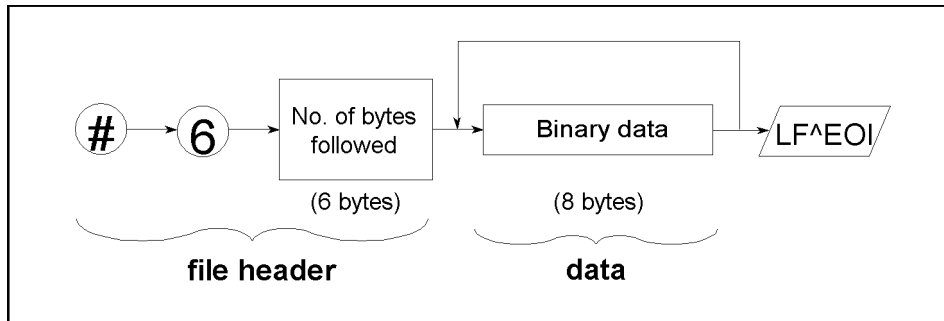 #
6
No. of bytes
followed
Binary data
LF^EOI
(6 bytes)
(8 bytes)
file header
data